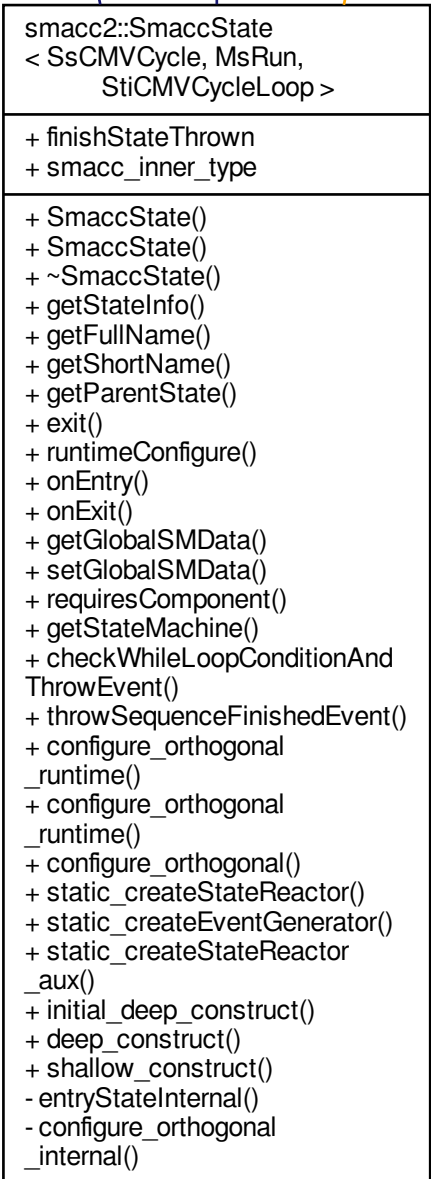 smacc2::SmaccState
< SsCMVCycle, MsRun,
StiCMVCycleLoop >
+ finishStateThrown
+ smacc_inner_type
+ SmaccState()
+ SmaccState()
+ ~SmaccState()
+ getStateInfo()
+ getFullName()
+ getShortName()
+ getParentState()
+ exit()
+ runtimeConfigure()
+ onEntry()
+ onExit()
+ getGlobalSMData()
+ setGlobalSMData()
+ requiresComponent()
+ getStateMachine()
+ checkWhileLoopConditionAnd
ThrowEvent()
+ throwSequenceFinishedEvent()
+ configure_orthogonal
_runtime()
+ configure_orthogonal
_runtime()
+ configure_orthogonal()
+ static_createStateReactor()
+ static_createEventGenerator()
+ static_createStateReactor
_aux()
+ initial_deep_construct()
+ deep_construct()
+ shallow_construct()
- entryStateInternal()
- configure_orthogonal
_internal()